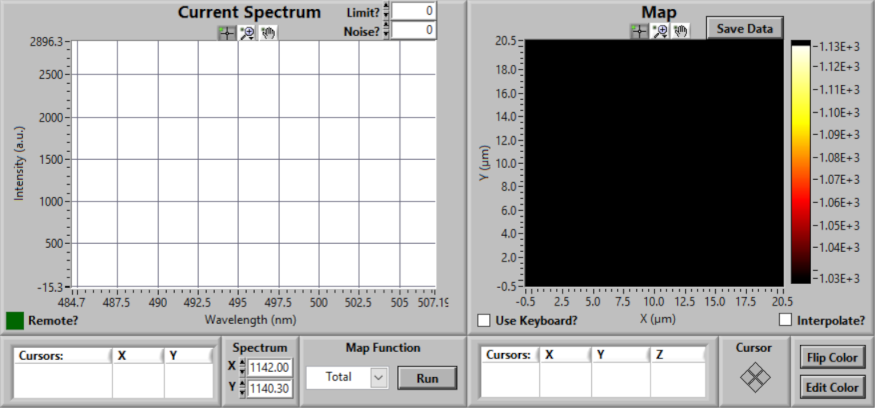 Current Spectrum
Limit? 0
Noise? 0
2896.3
2500
2000
1500
1000
500
-15.3
Intensity (a.u.)
484.7 487.5 490 492.5 495 497.5 500 502.5 505 507.19
Wavelength (nm)
Remote?
Map
Save Data
20.5
18.0
16.0
14.0
12.0
10.0
8.0
6.0
4.0
2.0
-0.5
Y (µm)
-0.5 2.5 5.0 7.5 10.0 12.5 15.0 17.5 20.5
X (µm)
1.13E+3
1.12E+3
1.11E+3
1.10E+3
1.09E+3
1.08E+3
1.07E+3
1.06E+3
1.05E+3
1.04E+3
1.03E+3
Use Keyboard?
Interpolate?
Cursors: X Y
Spectrum
X 1142.00
Y 1140.30
Map Function
Total
Run
Cursors: X Y Z
Cursor
Flip Color
Edit Color